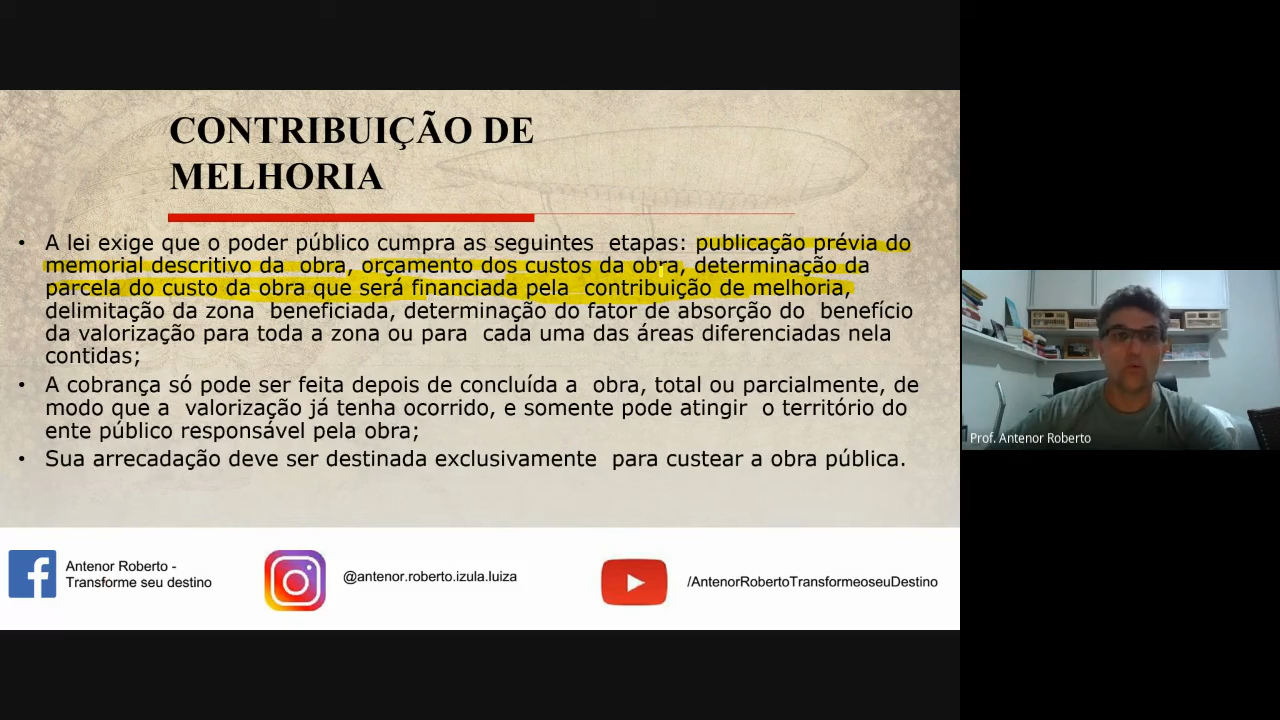 CONTRIBUIÇÃO DE
MELHORIA
• A lei exige que o poder público cumpra as seguintes etapas: publicação prévia do
memorial descritivo da obra, orçamento dos custos da obra, determinação da
parcela do custo da obra que será financiada pela contribuição de melhoria,
delimitação da zona beneficiada, determinação do fator de absorção do benefício
da valorização para toda a zona ou para cada uma das áreas diferenciadas nela
contidas;
• A cobrança só pode ser feita depois de concluída a obra, total ou parcialmente, de
modo que a valorização já tenha ocorrido, e somente pode atingir o território do
ente público responsável pela obra;
• Sua arrecadação deve ser destinada exclusivamente para custear a obra pública.
Antenor Roberto -
Transforme seu destino
@antenor.roberto.izula.luiza
/AntenorRobertoTransformeoseuDestino
Prof. Antenor Roberto